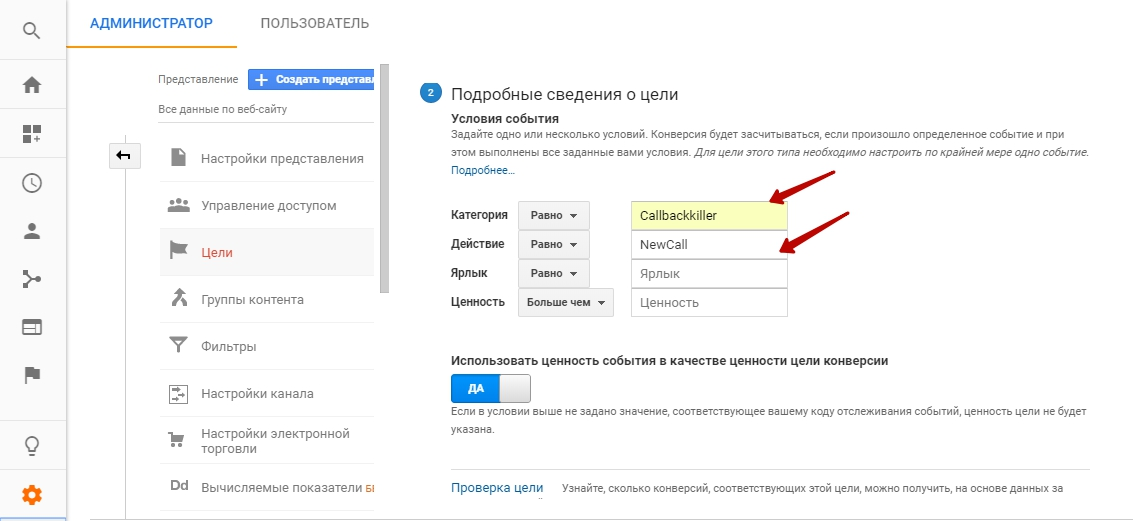 АДМИНИСТРАТОР ПОЛЬЗОВАТЕЛЬ
Представление + Создать представл
Все данные по веб-сайту
Настройки представления
Управление доступом
Цели
Группы контента
Фильтры
Настройки канала
Настройки электронной
торговли
Dd Вычисляемые показатели БЕ
2 Подробные сведения о цели
Условия события
Задайте одно или несколько условий. Конверсия будет засчитываться, если произошло определенное событие и при
этом выполнены все заданные вами условия. Для цели этого типа необходимо настроить по крайней мере одно событие.
Подробнее…
Категория Равно Callbackkiller
Действие Равно NewCall
Ярлык Равно Ярлык
Ценность Больше чем Ценность
Использовать ценность события в качестве ценности цели конверсии
ДА
Если в условии выше не задано значение, соответствующее вашему коду отслеживания событий, ценность цели не будет
указана.
Проверка цели Узнайте, сколько конверсий, соответствующих этой цели, можно получить, на основе данных за